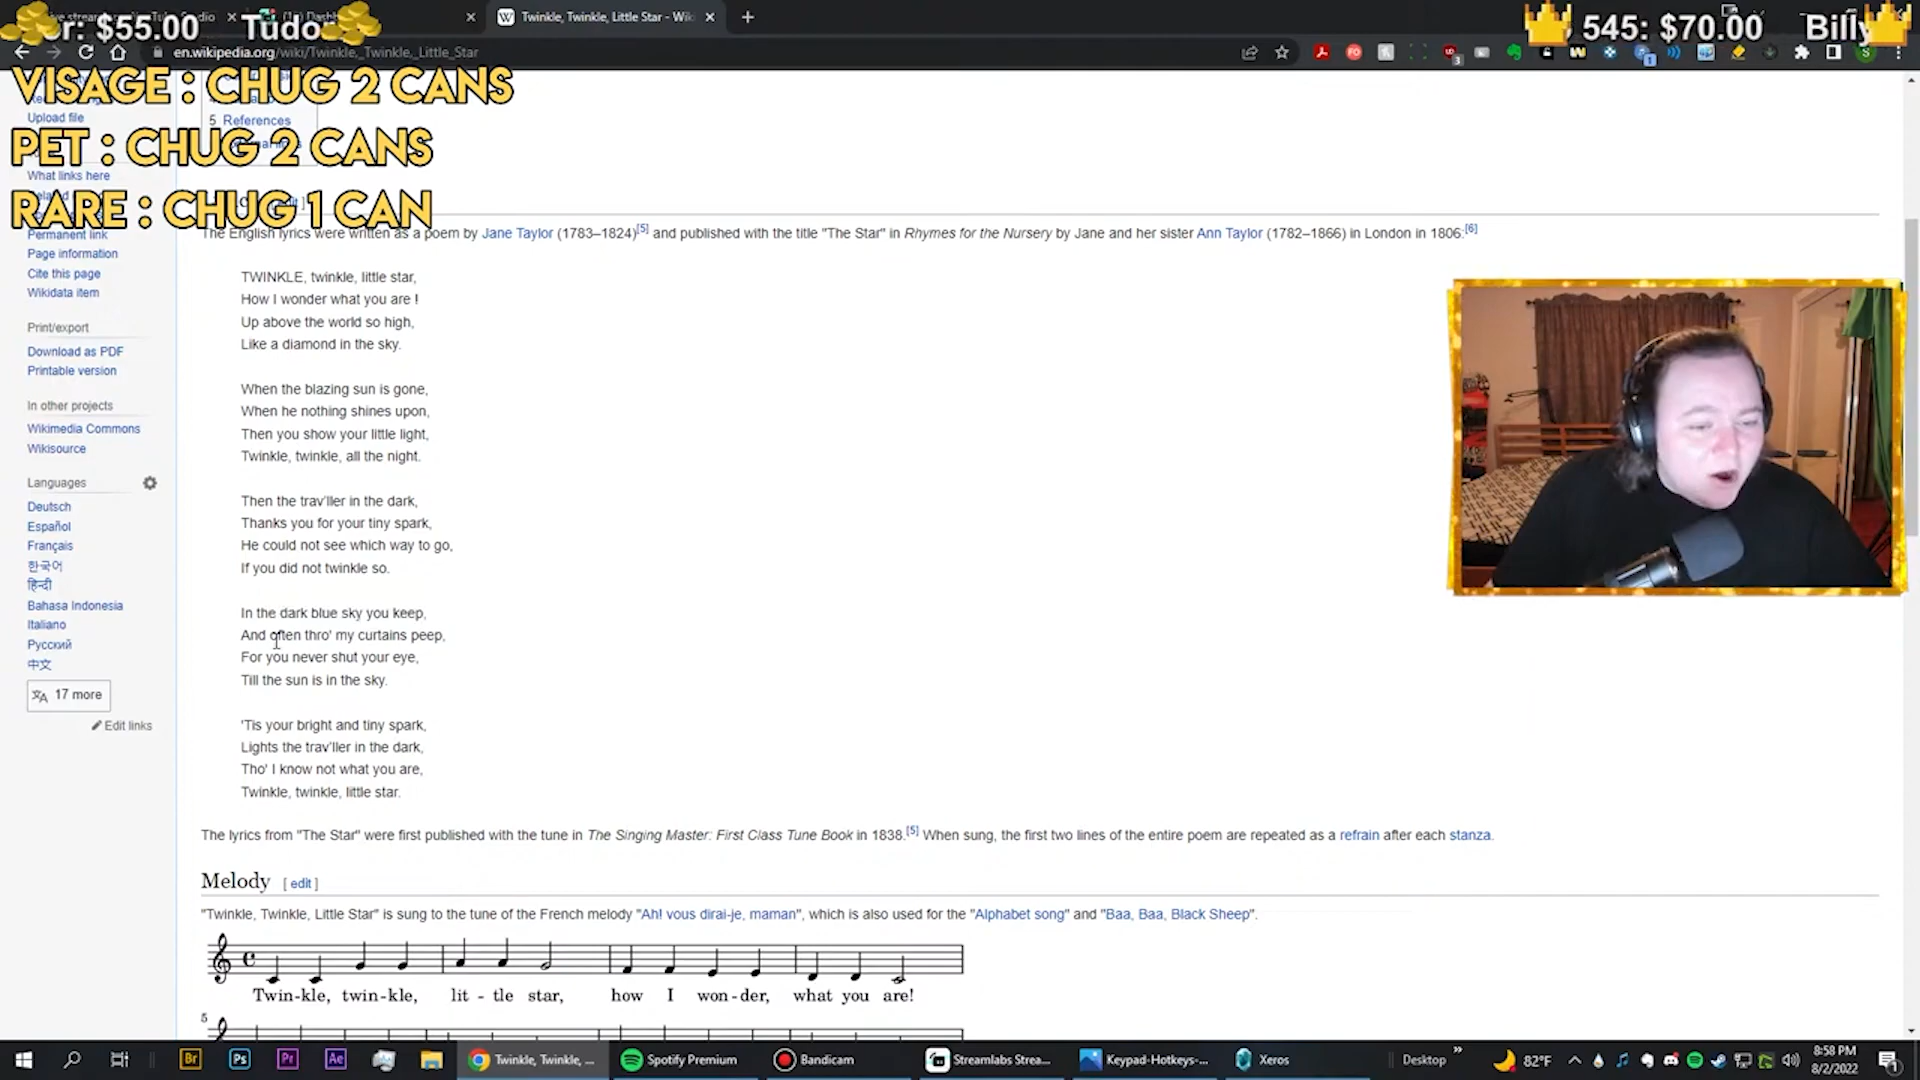 Twinkle, Twinkle, Little Star - Wiki
r: $55.00 Tudor
545: $70.00 Billy
en.wikipedia.org/wiki/Twinkle,_Twinkle,_Little_Star
VISAGE : CHUG 2 CANS
PET : CHUG 2 CANS
RARE : CHUG 1 CAN
Upload file
What links here
Permanent link
Page information
Cite this page
Wikidata item
Print/export
Download as PDF
Printable version
In other projects
Wikimedia Commons
Wikisource
Languages
Deutsch
Español
Français
한국어
हिन्दी
Bahasa Indonesia
Italiano
Русский
中文
17 more
Edit links
5 References
The English lyrics were written as a poem by Jane Taylor (1783–1824)[5] and published with the title "The Star" in Rhymes for the Nursery by Jane and her sister Ann Taylor (1782–1866) in London in 1806:[6]
TWINKLE, twinkle, little star,
How I wonder what you are !
Up above the world so high,
Like a diamond in the sky.
When the blazing sun is gone,
When he nothing shines upon,
Then you show your little light,
Twinkle, twinkle, all the night.
Then the trav'ller in the dark,
Thanks you for your tiny spark,
He could not see which way to go,
If you did not twinkle so.
In the dark blue sky you keep,
And often thro' my curtains peep,
For you never shut your eye,
Till the sun is in the sky.
'Tis your bright and tiny spark,
Lights the trav'ller in the dark,
Tho' I know not what you are,
Twinkle, twinkle, little star.
The lyrics from "The Star" were first published with the tune in The Singing Master: First Class Tune Book in 1838.[5] When sung, the first two lines of the entire poem are repeated as a refrain after each stanza.
Melody [ edit ]
"Twinkle, Twinkle, Little Star" is sung to the tune of the French melody "Ah! vous dirai-je, maman", which is also used for the "Alphabet song" and "Baa, Baa, Black Sheep".
Twin-kle, twin-kle, lit - tle star, how I won-der, what you are!
5
Br Ps Pr Ae Twinkle, Twinkle, ... Spotify Premium Bandicam Streamlabs Strea... Keypad-Hotkeys-... Xeros Desktop 82°F
8:58 PM
8/2/2022